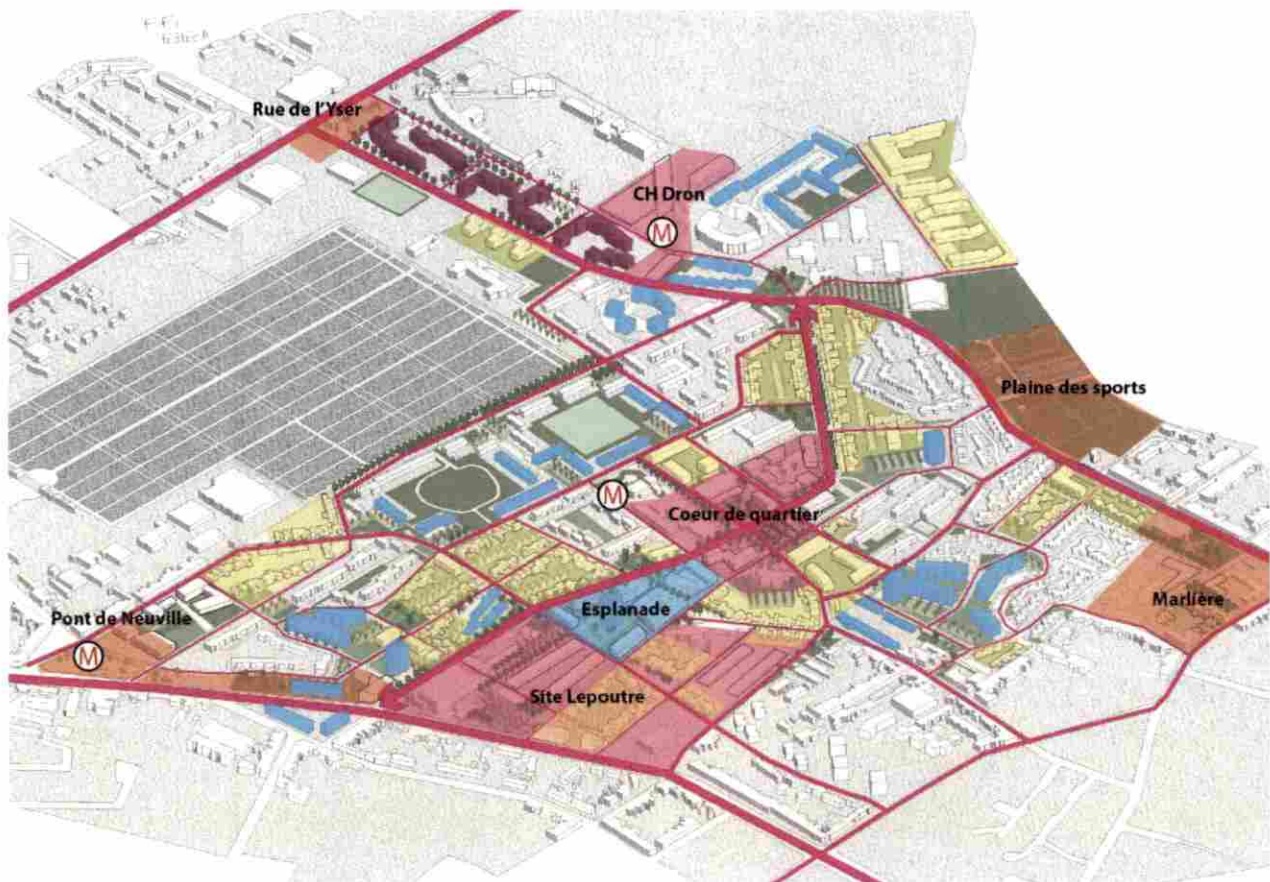 Rue de l'Yser
CH Dron
M
Plaine des sports
M
Coeur de quartier
Esplanade
Marlière
Pont de Neuville
M
Site Lepoutre